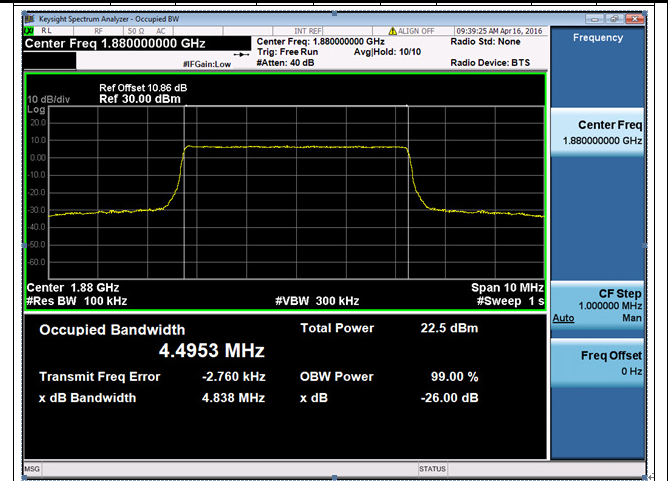 Keysight Spectrum Analyzer - Occupied BW
RL RF 50 Ω AC INT REF ALIGN OFF 09:39:25 AM Apr 16, 2016
Center Freq 1.880000000 GHz Center Freq: 1.880000000 GHz Radio Std: None
Trig: Free Run Avg|Hold: 10/10
#IFGain:Low #Atten: 40 dB Radio Device: BTS
Frequency
Ref Offset 10.86 dB
10 dB/div Ref 30.00 dBm
Log
20.0
10.0
0.00
-10.0
-20.0
-30.0
-40.0
-50.0
-60.0
Center 1.88 GHz Span 10 MHz
#Res BW 100 kHz #VBW 300 kHz #Sweep 1 s
Center Freq
1.880000000 GHz
CF Step
1.000000 MHz
Auto Man
Freq Offset
0 Hz
Occupied Bandwidth Total Power 22.5 dBm
4.4953 MHz
Transmit Freq Error -2.760 kHz OBW Power 99.00 %
x dB Bandwidth 4.838 MHz x dB -26.00 dB
MSG STATUS